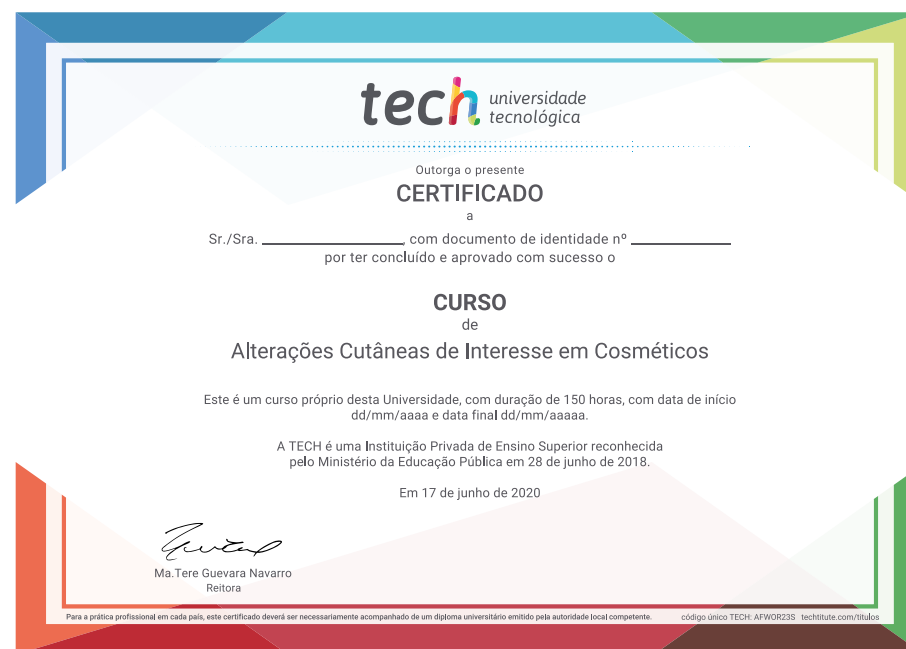 tech universidade
tecnológica
Outorga o presente
CERTIFICADO
a
Sr./Sra. ____________, com documento de identidade nº ____________
por ter concluído e aprovado com sucesso o
CURSO
de
Alterações Cutâneas de Interesse em Cosméticos
Este é um curso próprio desta Universidade, com duração de 150 horas, com data de início
dd/mm/aaaa e data final dd/mm/aaaaa.
A TECH é uma Instituição Privada de Ensino Superior reconhecida
pelo Ministério da Educação Pública em 28 de junho de 2018.
Em 17 de junho de 2020
Ma.Tere Guevara Navarro
Reitora
Para a prática profissional em cada país, este certificado deverá ser necessariamente acompanhado de um diploma universitário emitido pela autoridade local competente. código único TECH: AFWOR23S techtitute.com/titulos